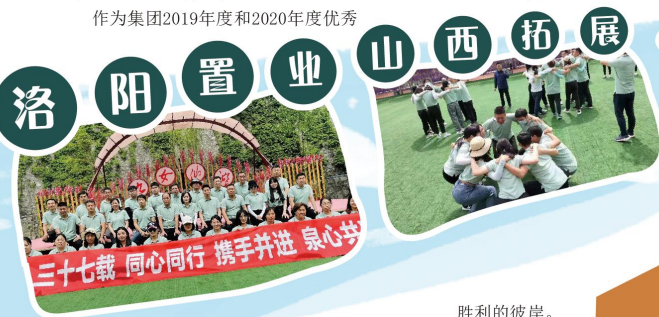 作为集团2019年度和2020年度优秀
洛阳置业山西拓展
三十七载 同心同行 携手并进 泉心共
胜利的彼岸。